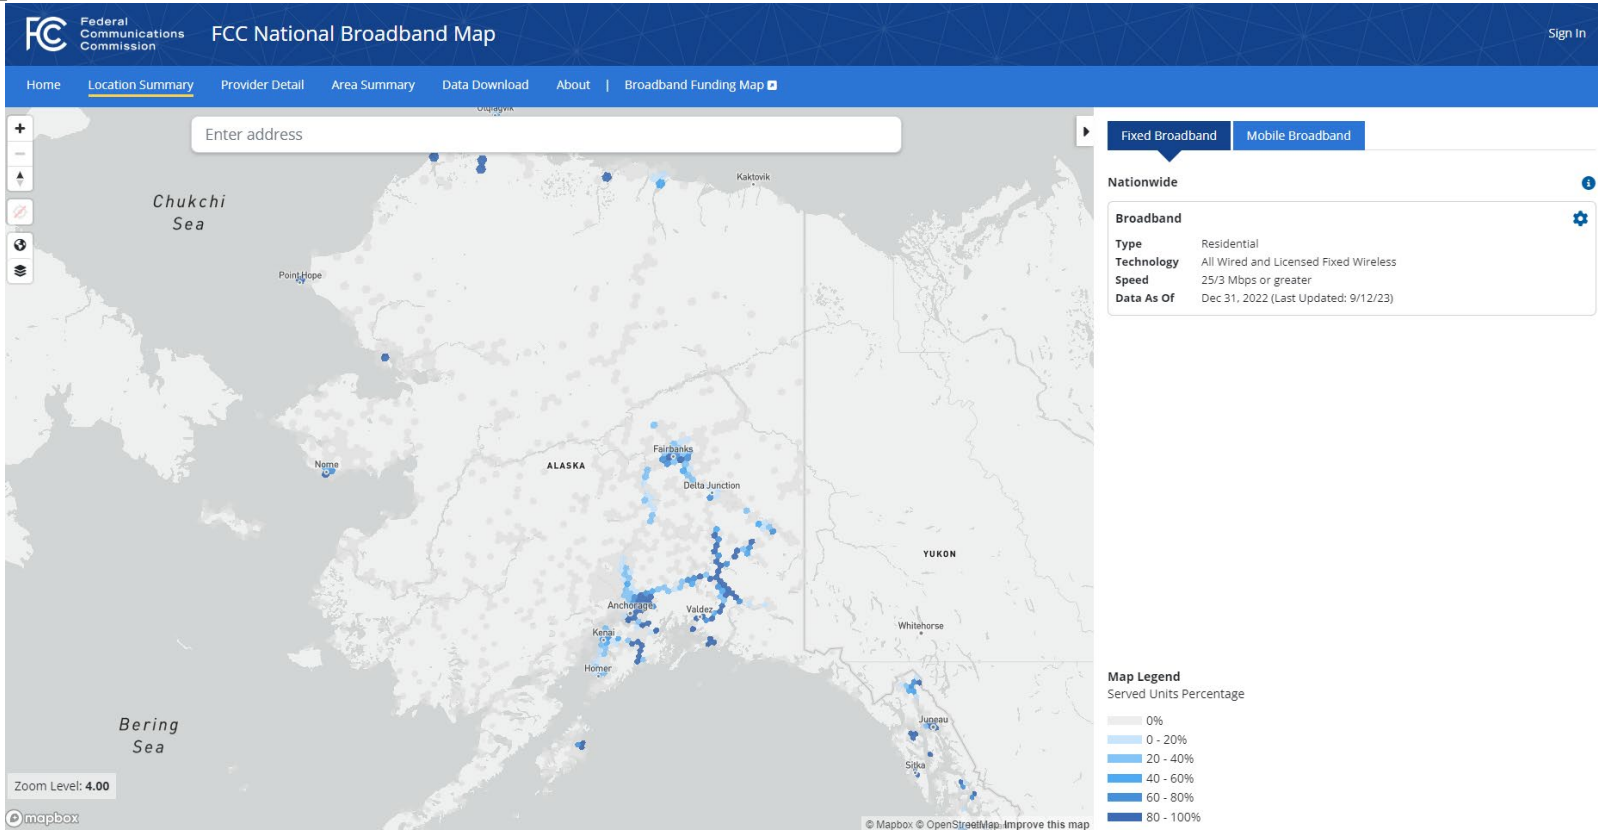 FCC Federal Communications Commission
FCC National Broadband Map
Sign In
Home Location Summary Provider Detail Area Summary Data Download About | Broadband Funding Map
Utqiagvik
Enter address
Kaktovik
Chukchi
Sea
Point Hope
Nome
ALASKA
Fairbanks
Delta Junction
YUKON
Anchorage
Valdez
Whitehorse
Kenai
Homer
Juneau
Sitka
Bering
Sea
Zoom Level: 4.00
mapbox
© Mapbox © OpenStreetMap Improve this map
Fixed Broadband Mobile Broadband
Nationwide
Broadband
Type Residential
Technology All Wired and Licensed Fixed Wireless
Speed 25/3 Mbps or greater
Data As Of Dec 31, 2022 (Last Updated: 9/12/23)
Map Legend
Served Units Percentage
0%
0 - 20%
20 - 40%
40 - 60%
60 - 80%
80 - 100%